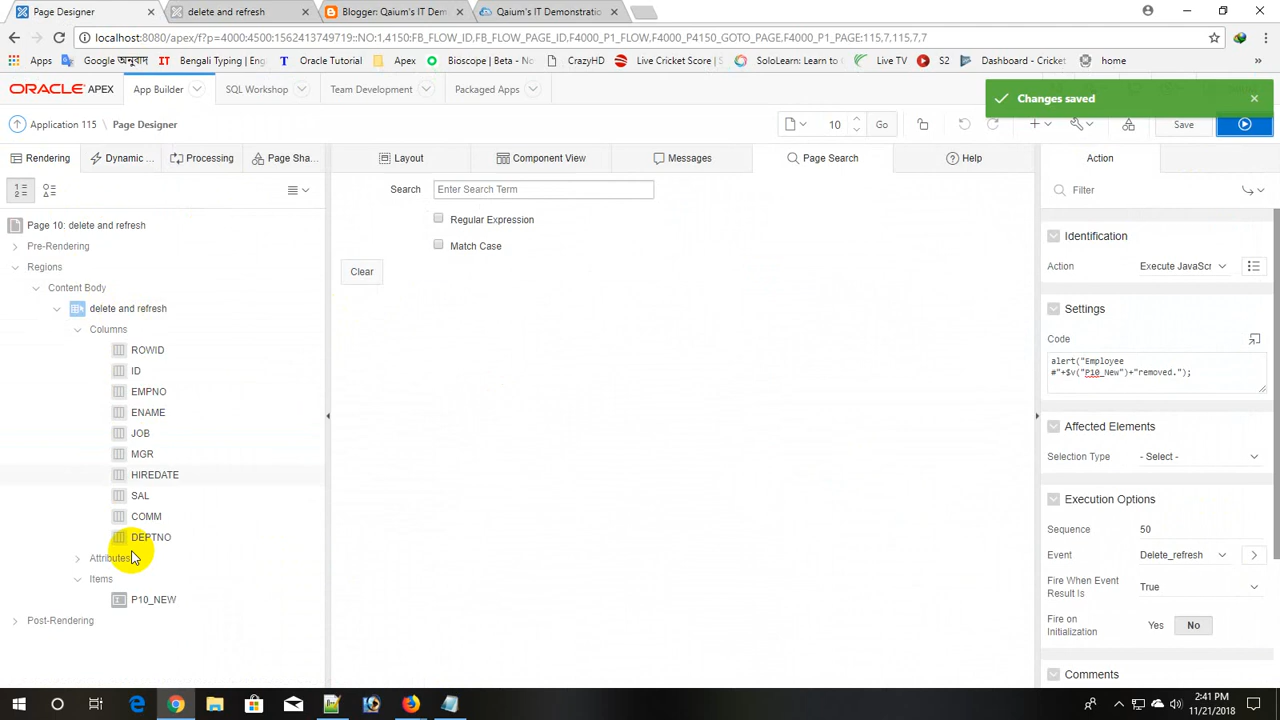 Page Designer
delete and refresh
Blogger: Qaium's IT Dem
Qaium's IT Demonstratio
localhost:8080/apex/f?p=4000:4500:1562413749719::NO:1,4150:FB_FLOW_ID,FB_FLOW_PAGE_ID,F4000_P1_FLOW,F4000_P4150_GOTO_PAGE,F4000_P1_PAGE:115,7,115,7,7
Apps
Google অনুবাদ
IT Bengali Typing | Eng
Oracle Tutorial
Apex
Bioscope | Beta - No
CrazyHD
Live Cricket Score |
SoloLearn: Learn to C
Live TV
S2
Dashboard - Cricket
home
ORACLE APEX
App Builder
SQL Workshop
Team Development
Packaged Apps
Changes saved
Application 115
Page Designer
10
Go
Save
Rendering
Dynamic ...
Processing
Page Sha...
Layout
Component View
Messages
Page Search
Help
Action
Search
Enter Search Term
Filter
Regular Expression
Match Case
Clear
Page 10: delete and refresh
Pre-Rendering
Regions
Content Body
delete and refresh
Columns
ROWID
ID
EMPNO
ENAME
JOB
MGR
HIREDATE
SAL
COMM
DEPTNO
Attributes
Items
P10_NEW
Post-Rendering
Identification
Action
Execute JavaScr
Settings
Code
alert("Employee
#"+$v("P10_New")+"removed.");
Affected Elements
Selection Type
- Select -
Execution Options
Sequence
50
Event
Delete_refresh
Fire When Event
Result Is
True
Fire on
Initialization
Yes
No
Comments
2:41 PM
11/21/2018